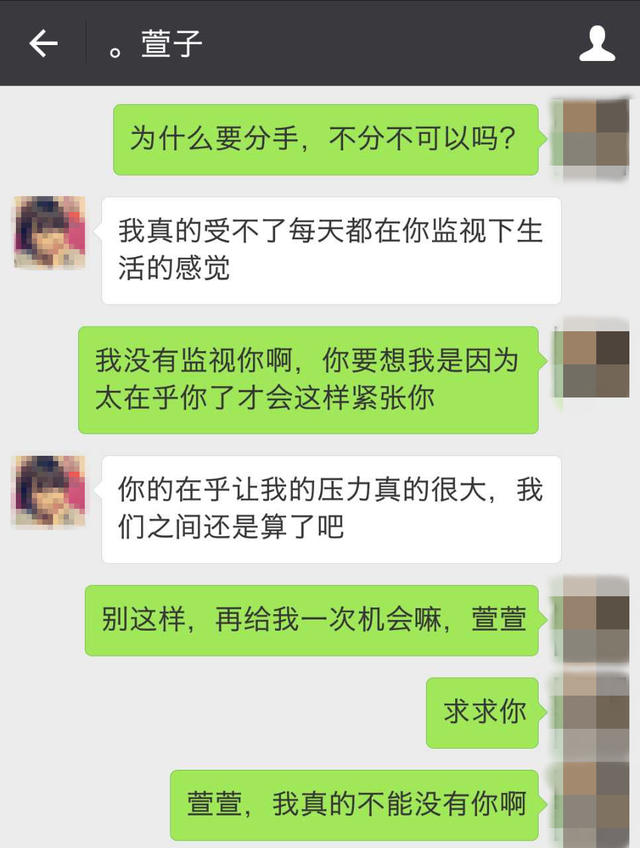 。萱子
为什么要分手，不分不可以吗？
我真的受不了每天都在你监视下生
活的感觉
我没有监视你啊，你要想我是因为
太在乎你了才会这样紧张你
你的在乎让我的压力真的很大，我
们之间还是算了吧
别这样，再给我一次机会嘛，萱萱
求求你
萱萱，我真的不能没有你啊